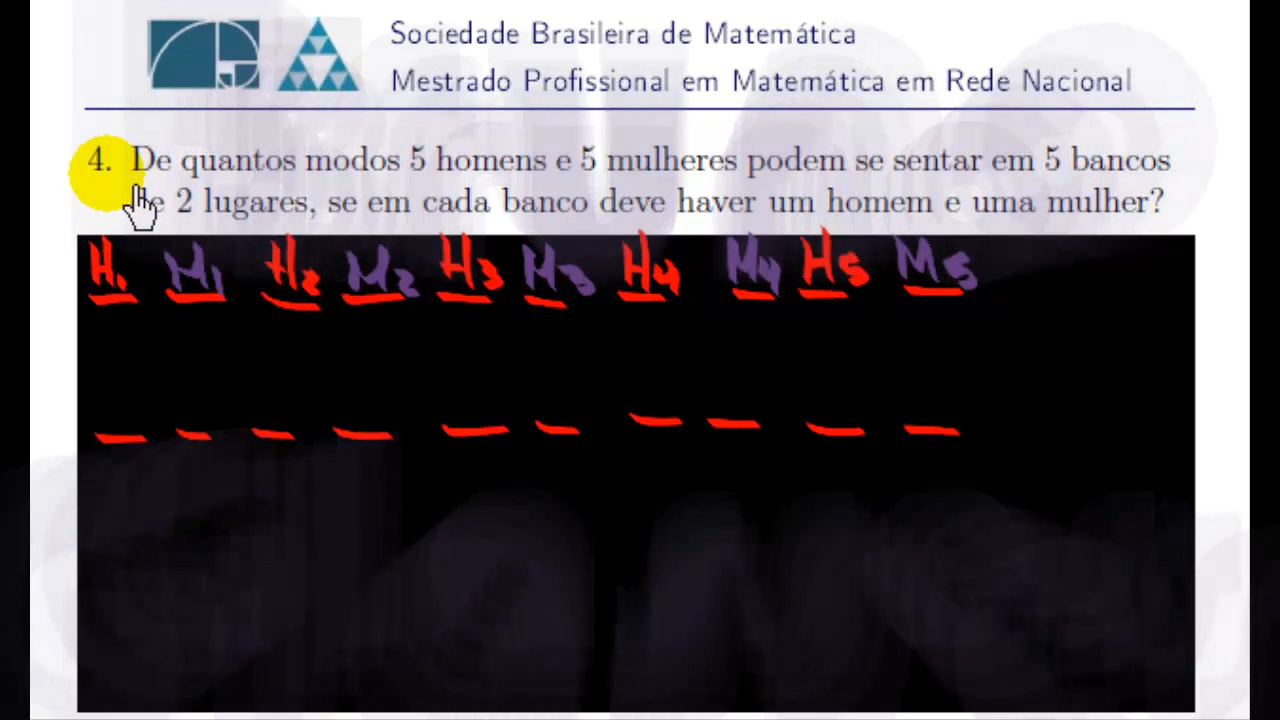 Sociedade Brasileira de Matemática
Mestrado Profissional em Matemática em Rede Nacional
4. De quantos modos 5 homens e 5 mulheres podem se sentar em 5 bancos
e 2 lugares, se em cada banco deve haver um homem e uma mulher?
H1 M1 H2 M2 H3 M3 H4 M4 H5 M5